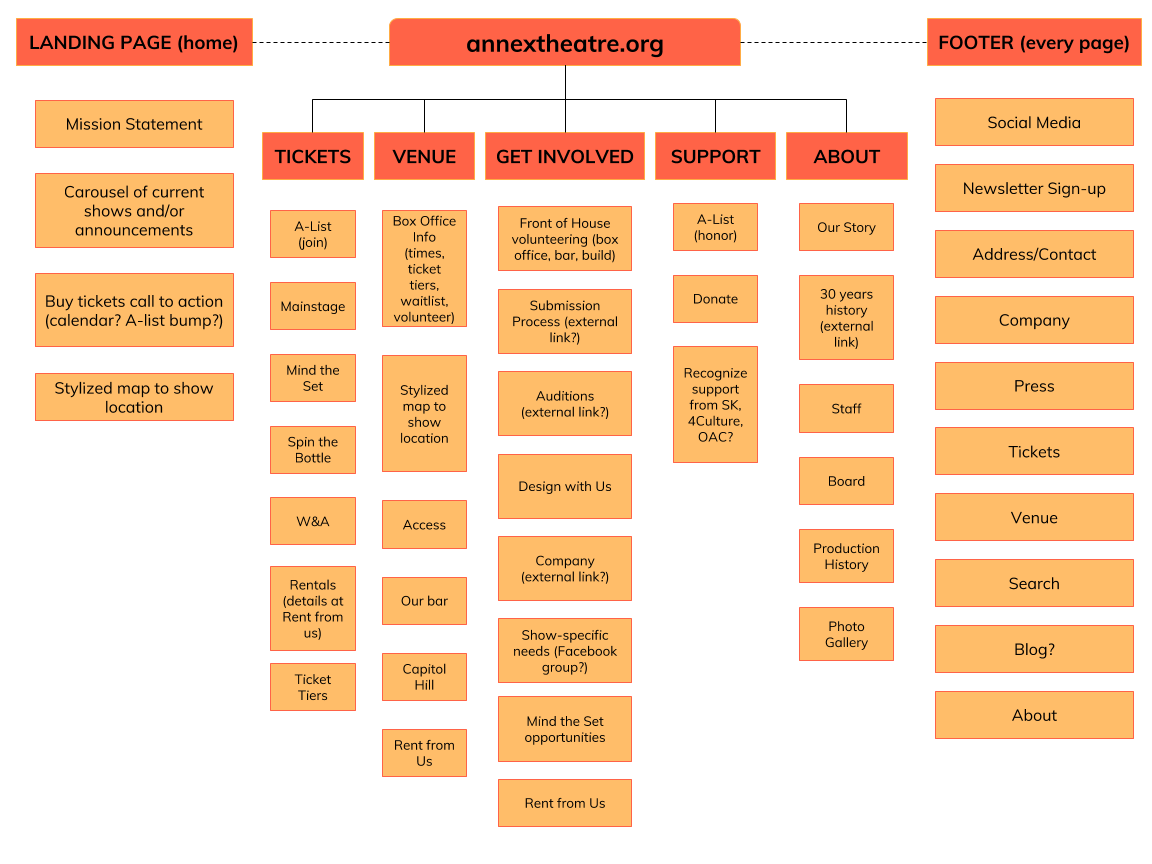 LANDING PAGE (home)
annextheatre.org
FOOTER (every page)
Mission Statement
Carousel of current
shows and/or
announcements
Buy tickets call to action
(calendar? A-list bump?)
Stylized map to show
location
TICKETS
A-List
(join)
Mainstage
Mind the
Set
Spin the
Bottle
W&A
Rentals
(details at
Rent from
us)
Ticket
Tiers
VENUE
Box Office
Info
(times,
ticket
tiers,
waitlist,
volunteer)
Stylized
map to
show
location
Access
Our bar
Capitol
Hill
Rent from
Us
GET INVOLVED
Front of House
volunteering (box
office, bar, build)
Submission
Process (external
link?)
Auditions
(external link?)
Design with Us
Company
(external link?)
Show-specific
needs (Facebook
group?)
Mind the Set
opportunities
Rent from Us
SUPPORT
A-List
(honor)
Donate
Recognize
support
from SK,
4Culture,
OAC?
ABOUT
Our Story
30 years
history
(external
link)
Staff
Board
Production
History
Photo
Gallery
Social Media
Newsletter Sign-up
Address/Contact
Company
Press
Tickets
Venue
Search
Blog?
About